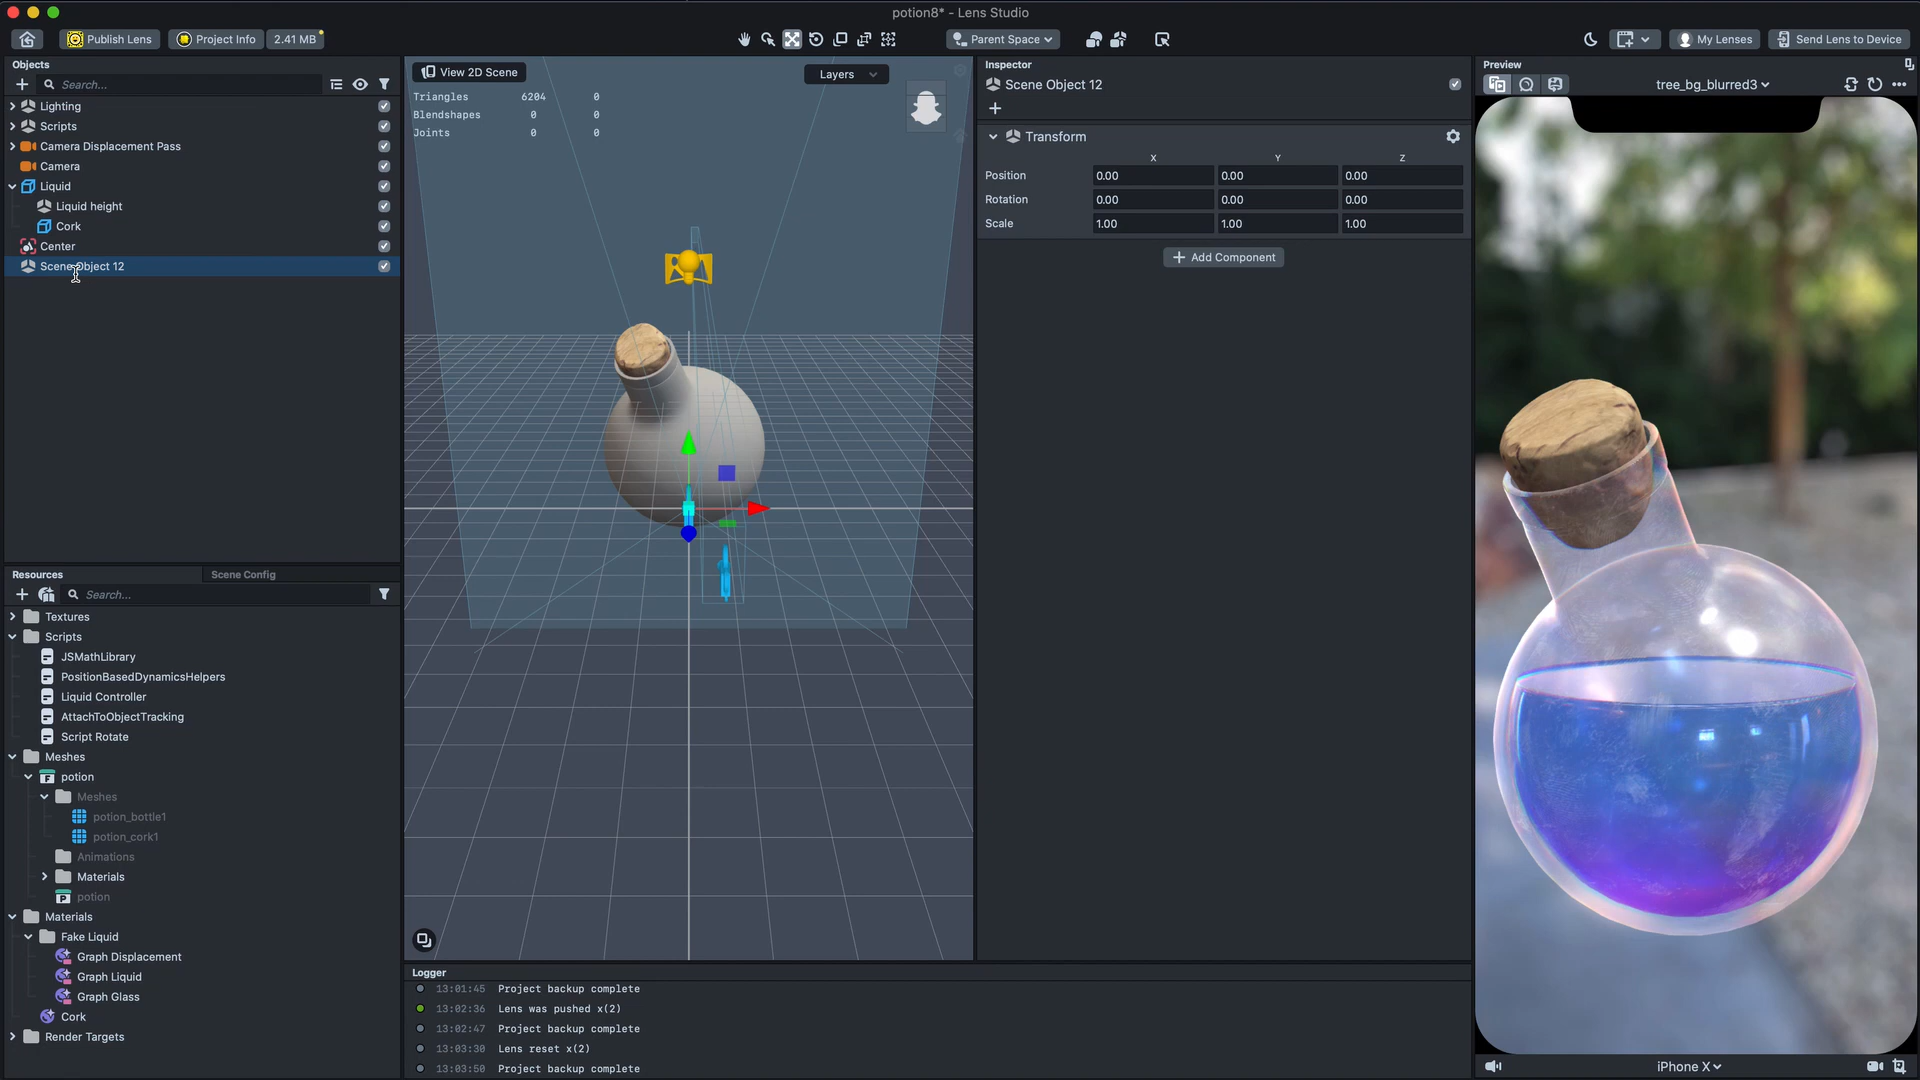 potion8* - Lens Studio
Publish Lens
Project Info
2.41 MB
Parent Space
My Lenses
Send Lens to Device
Objects
Search...
Lighting
Scripts
Camera Displacement Pass
Camera
Liquid
Liquid height
Cork
Center
Scene Object 12
Resources
Scene Config
Search...
Textures
Scripts
JSMathLibrary
PositionBasedDynamicsHelpers
Liquid Controller
AttachToObjectTracking
Script Rotate
Meshes
potion
Meshes
potion_bottle1
potion_cork1
Animations
Materials
potion
Materials
Fake Liquid
Graph Displacement
Graph Liquid
Graph Glass
Cork
Render Targets
View 2D Scene
Layers
Triangles 6204 0
Blendshapes 0 0
Joints 0 0
Logger
13:01:45 Project backup complete
13:02:36 Lens was pushed x(2)
13:02:47 Project backup complete
13:03:30 Lens reset x(2)
13:03:50 Project backup complete
Inspector
Scene Object 12
Transform
X Y Z
Position 0.00 0.00 0.00
Rotation 0.00 0.00 0.00
Scale 1.00 1.00 1.00
Add Component
Preview
tree_bg_blurred3
iPhone X